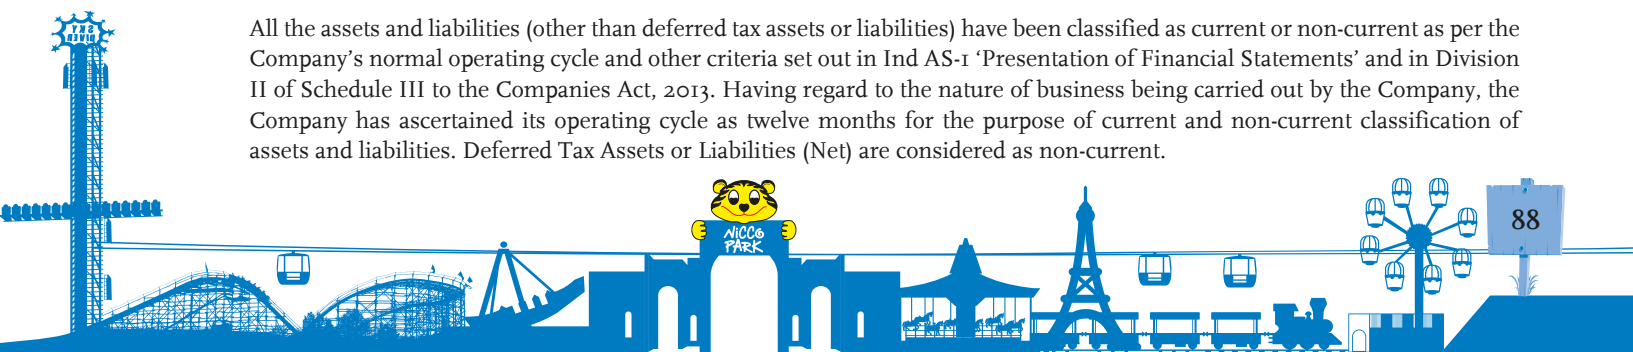 All the assets and liabilities (other than deferred tax assets or liabilities) have been classified as current or non-current as per the
Company’s normal operating cycle and other criteria set out in Ind AS-1 ‘Presentation of Financial Statements’ and in Division
II of Schedule III to the Companies Act, 2013. Having regard to the nature of business being carried out by the Company, the
Company has ascertained its operating cycle as twelve months for the purpose of current and non-current classification of
assets and liabilities. Deferred Tax Assets or Liabilities (Net) are considered as non-current.
SKY
DIVER
NICCO
PARK
88